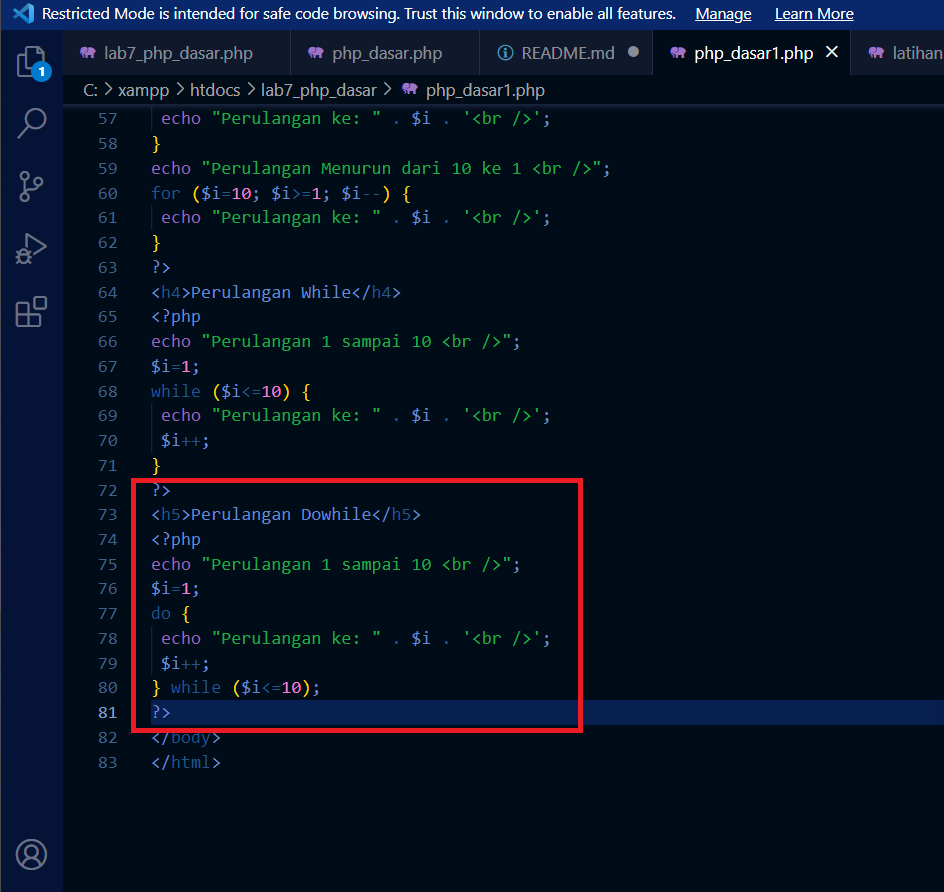 Restricted Mode is intended for safe code browsing. Trust this window to enable all features. Manage Learn More
lab7_php_dasar.php php_dasar.php README.md php_dasar1.php latihan
C: > xampp > htdocs > lab7_php_dasar > php_dasar1.php
1
57 echo "Perulangan ke: " . $i . '<br />';
58 }
59 echo "Perulangan Menurun dari 10 ke 1 <br />";
60 for ($i=10; $i>=1; $i--) {
61 echo "Perulangan ke: " . $i . '<br />';
62 }
63 ?>
64 <h4>Perulangan While</h4>
65 <?php
66 echo "Perulangan 1 sampai 10 <br />";
67 $i=1;
68 while ($i<=10) {
69 echo "Perulangan ke: " . $i . '<br />';
70 $i++;
71 }
72 ?>
73 <h5>Perulangan Dowhile</h5>
74 <?php
75 echo "Perulangan 1 sampai 10 <br />";
76 $i=1;
77 do {
78 echo "Perulangan ke: " . $i . '<br />';
79 $i++;
80 } while ($i<=10);
81 ?>
82 </body>
83 </html>